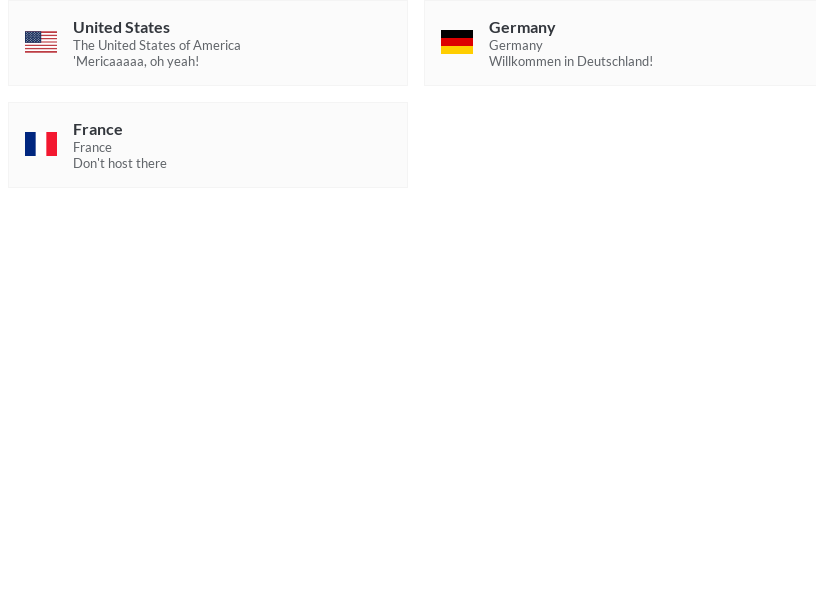 United States
The United States of America
'Mericaaaaa, oh yeah!
Germany
Germany
Willkommen in Deutschland!
France
France
Don't host there